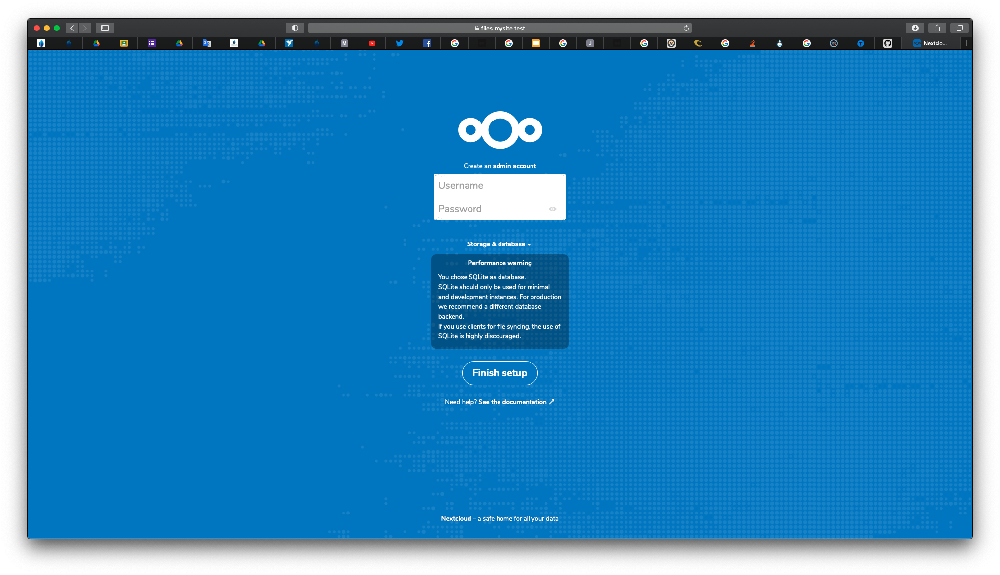 files.mysite.test
M
J
Nextclo...
Create an admin account
Username
Password
Storage & database
Performance warning
You chose SQLite as database.
SQLite should only be used for minimal
and development instances. For production
we recommend a different database
backend.
If you use clients for file syncing, the use of
SQLite is highly discouraged.
Finish setup
Need help? See the documentation ↗
Nextcloud – a safe home for all your data